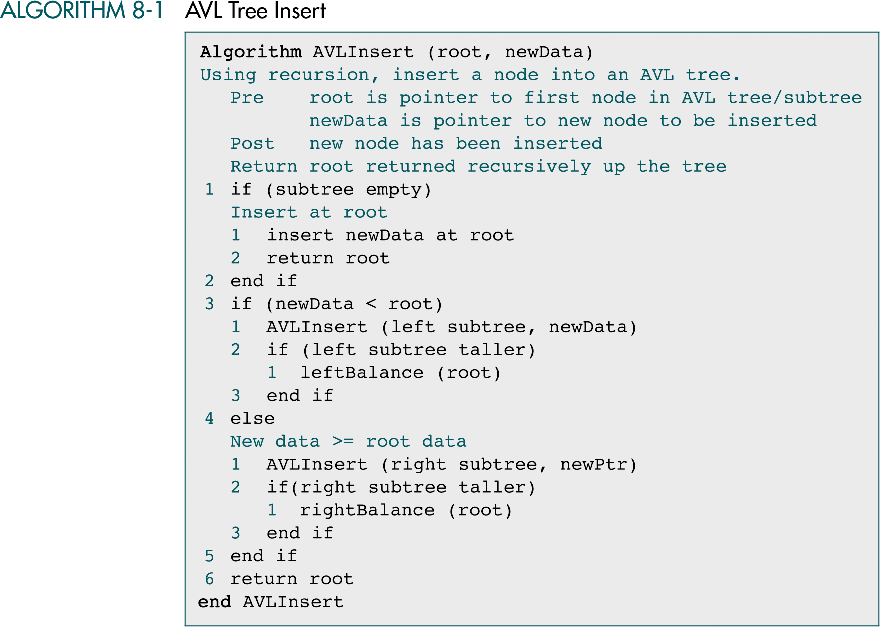 ALGORITHM 8-1 AVL Tree Insert
Algorithm AVLInsert (root, newData)
Using recursion, insert a node into an AVL tree.
Pre root is pointer to first node in AVL tree/subtree
newData is pointer to new node to be inserted
Post new node has been inserted
Return root returned recursively up the tree
1 if (subtree empty)
Insert at root
1 insert newData at root
2 return root
2 end if
3 if (newData < root)
1 AVLInsert (left subtree, newData)
2 if (left subtree taller)
1 leftBalance (root)
3 end if
4 else
New data >= root data
1 AVLInsert (right subtree, newPtr)
2 if(right subtree taller)
1 rightBalance (root)
3 end if
5 end if
6 return root
end AVLInsert